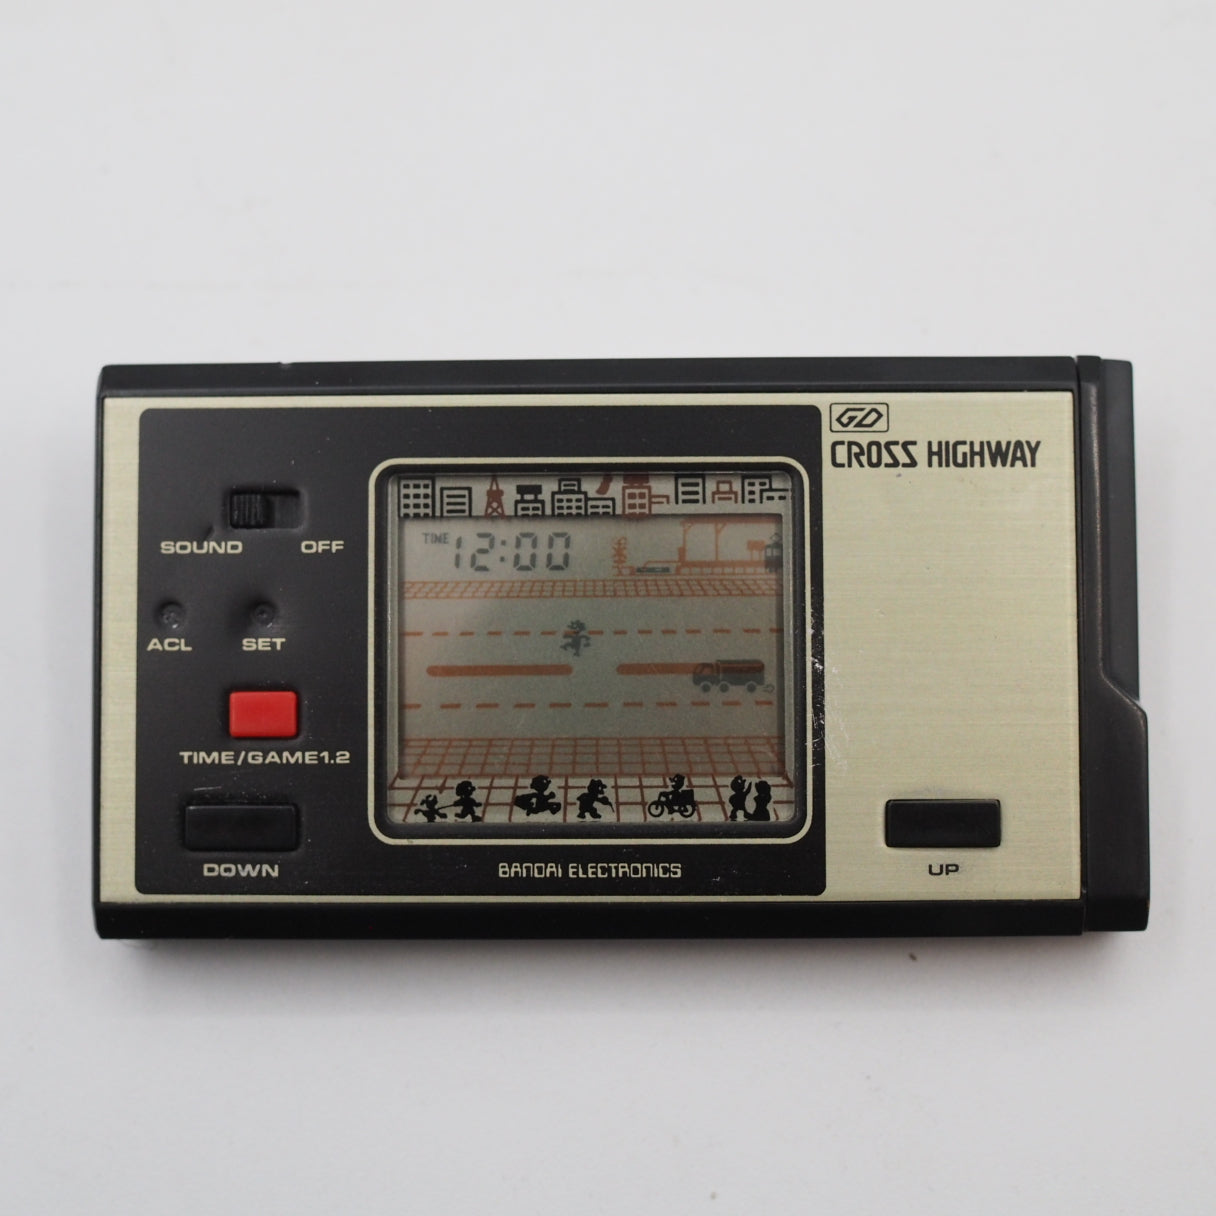 GD
CROSS HIGHWAY
SOUND OFF
TIME 12:00
ACL SET
TIME/GAME1.2
DOWN
UP
BANDAI ELECTRONICS